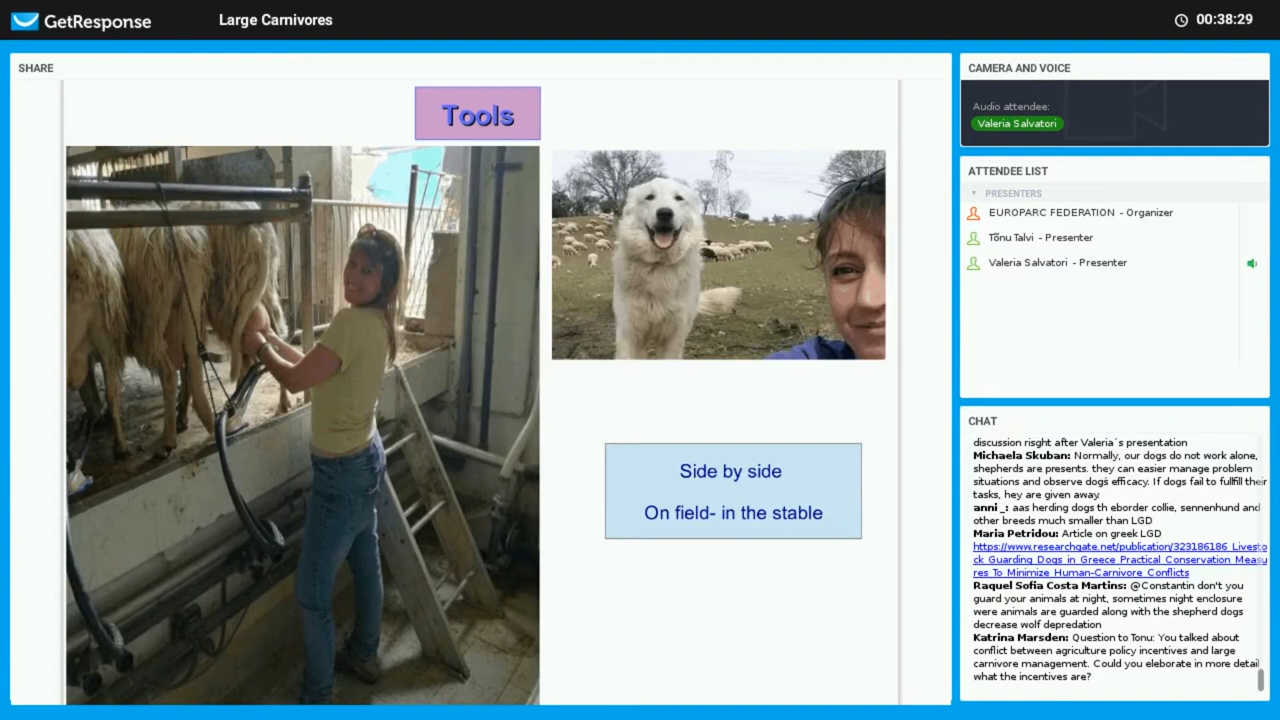 GetResponse
Large Carnivores
00:38:29
SHARE
Tools
Side by side
On field- in the stable
CAMERA AND VOICE
Audio attendee:
Valeria Salvatori
ATTENDEE LIST
PRESENTERS
EUROPARC FEDERATION - Organizer
Tõnu Talvi - Presenter
Valeria Salvatori - Presenter
CHAT
discussion risght after Valeria´s presentation
Michaela Skuban: Normally, our dogs do not work alone,
shepherds are presents. they can easier manage problem
situations and observe dogś efficacy. If dogs fail to fullfill their
tasks, hey are given away.
anni_: aas herding dogs th eborder collie, sennenhund and
other breeds much smaller than LGD
Maria Petridou: Article on greek LGD
https://www.researchgate.net/publication/323186186_Livesto
ck_Guarding_Dogs_in_Greece_Practical_Conservation_Measu
res_To_Minimize_Human-Carnivore_Conflicts
Raquel Sofia Costa Martins: @Constantin don't you
guard your animals at night, sometimes night enclosure
were animals are guarded along with the shepherd dogs
decrease wolf depredation
Katrina Marsden: Question to Tonu: You talked about
conflict between agriculture policy incentives and large
carnivore management. Could you eleborate in more detail
what the incentives are?